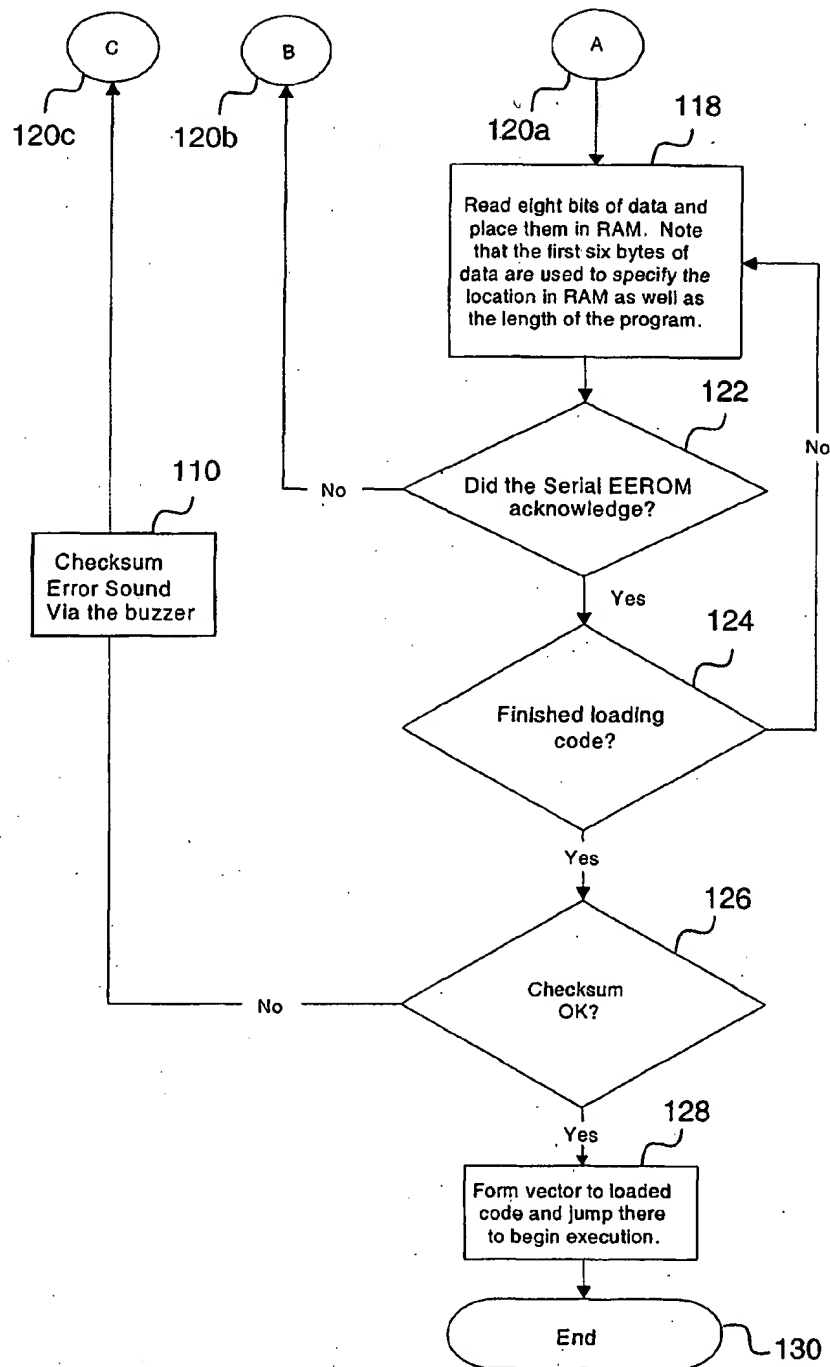 C
B
A
120c
120b
120a
118
Read eight bits of data and
place them in RAM. Note
that the first six bytes of
data are used to specify the
location in RAM as well as
the length of the program.
122
No
No
Did the Serial EEROM
acknowledge?
110
Checksum
Error Sound
Via the buzzer
Yes
124
Finished loading
code?
Yes
126
Checksum
OK?
No
Yes
128
Form vector to loaded
code and jump there
to begin execution.
End
130